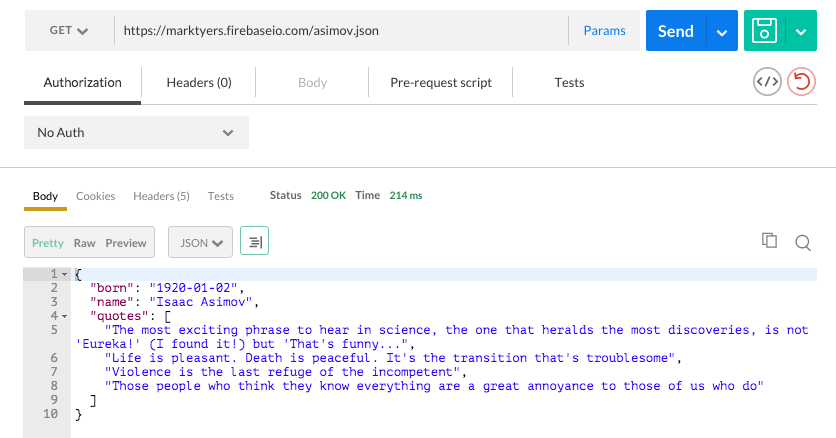 GET https://marktyers.firebaseio.com/asimov.json Params Send
Authorization Headers (0) Body Pre-request script Tests </>
No Auth
Body Cookies Headers (5) Tests Status 200 OK Time 214 ms
Pretty Raw Preview JSON
1 {
2 "born": "1920-01-02",
3 "name": "Isaac Asimov",
4 "quotes": [
5 "The most exciting phrase to hear in science, the one that heralds the most discoveries, is not
'Eureka!' (I found it!) but 'That's funny...",
6 "Life is pleasant. Death is peaceful. It's the transition that's troublesome",
7 "Violence is the last refuge of the incompetent",
8 "Those people who think they know everything are a great annoyance to those of us who do"
9 ]
10 }